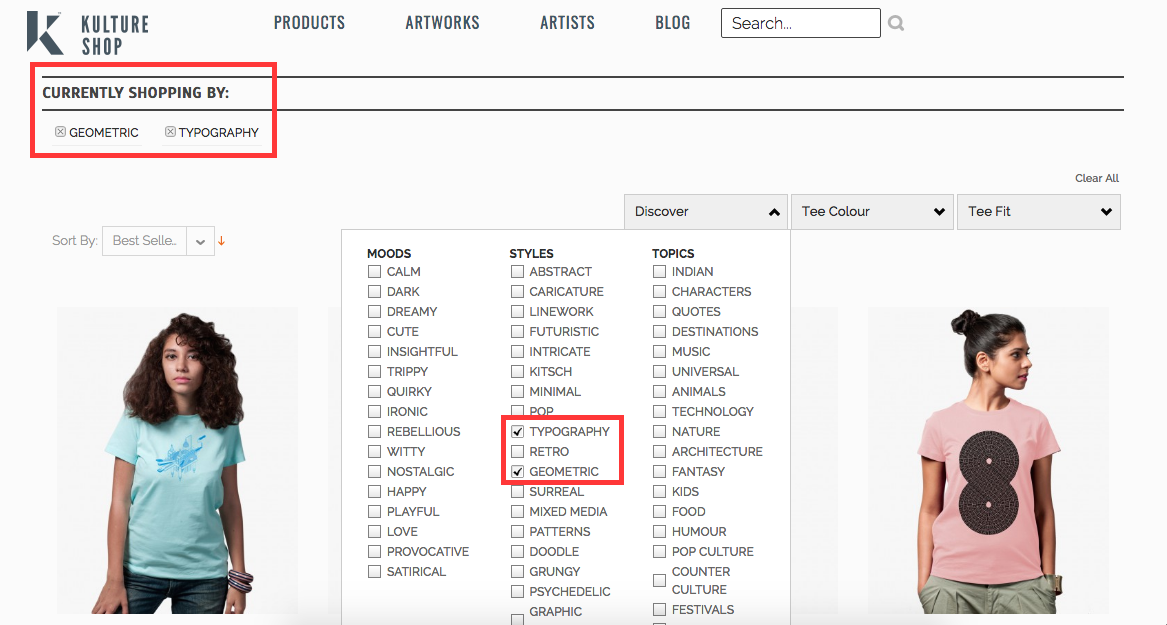 KULTURE
SHOP
PRODUCTS
ARTWORKS
ARTISTS
BLOG
Search...
CURRENTLY SHOPPING BY:
GEOMETRIC
TYPOGRAPHY
Clear All
Discover
Tee Colour
Tee Fit
Sort By:
Best Selle..
MOODS
CALM
DARK
DREAMY
CUTE
INSIGHTFUL
TRIPPY
QUIRKY
IRONIC
REBELLIOUS
WITTY
NOSTALGIC
HAPPY
PLAYFUL
LOVE
PROVOCATIVE
SATIRICAL
STYLES
ABSTRACT
CARICATURE
LINEWORK
FUTURISTIC
INTRICATE
KITSCH
MINIMAL
POP
TYPOGRAPHY
RETRO
GEOMETRIC
SURREAL
MIXED MEDIA
PATTERNS
DOODLE
GRUNGY
PSYCHEDELIC
GRAPHIC
TOPICS
INDIAN
CHARACTERS
QUOTES
DESTINATIONS
MUSIC
UNIVERSAL
ANIMALS
TECHNOLOGY
NATURE
ARCHITECTURE
FANTASY
KIDS
FOOD
HUMOUR
POP CULTURE
COUNTER
CULTURE
FESTIVALS